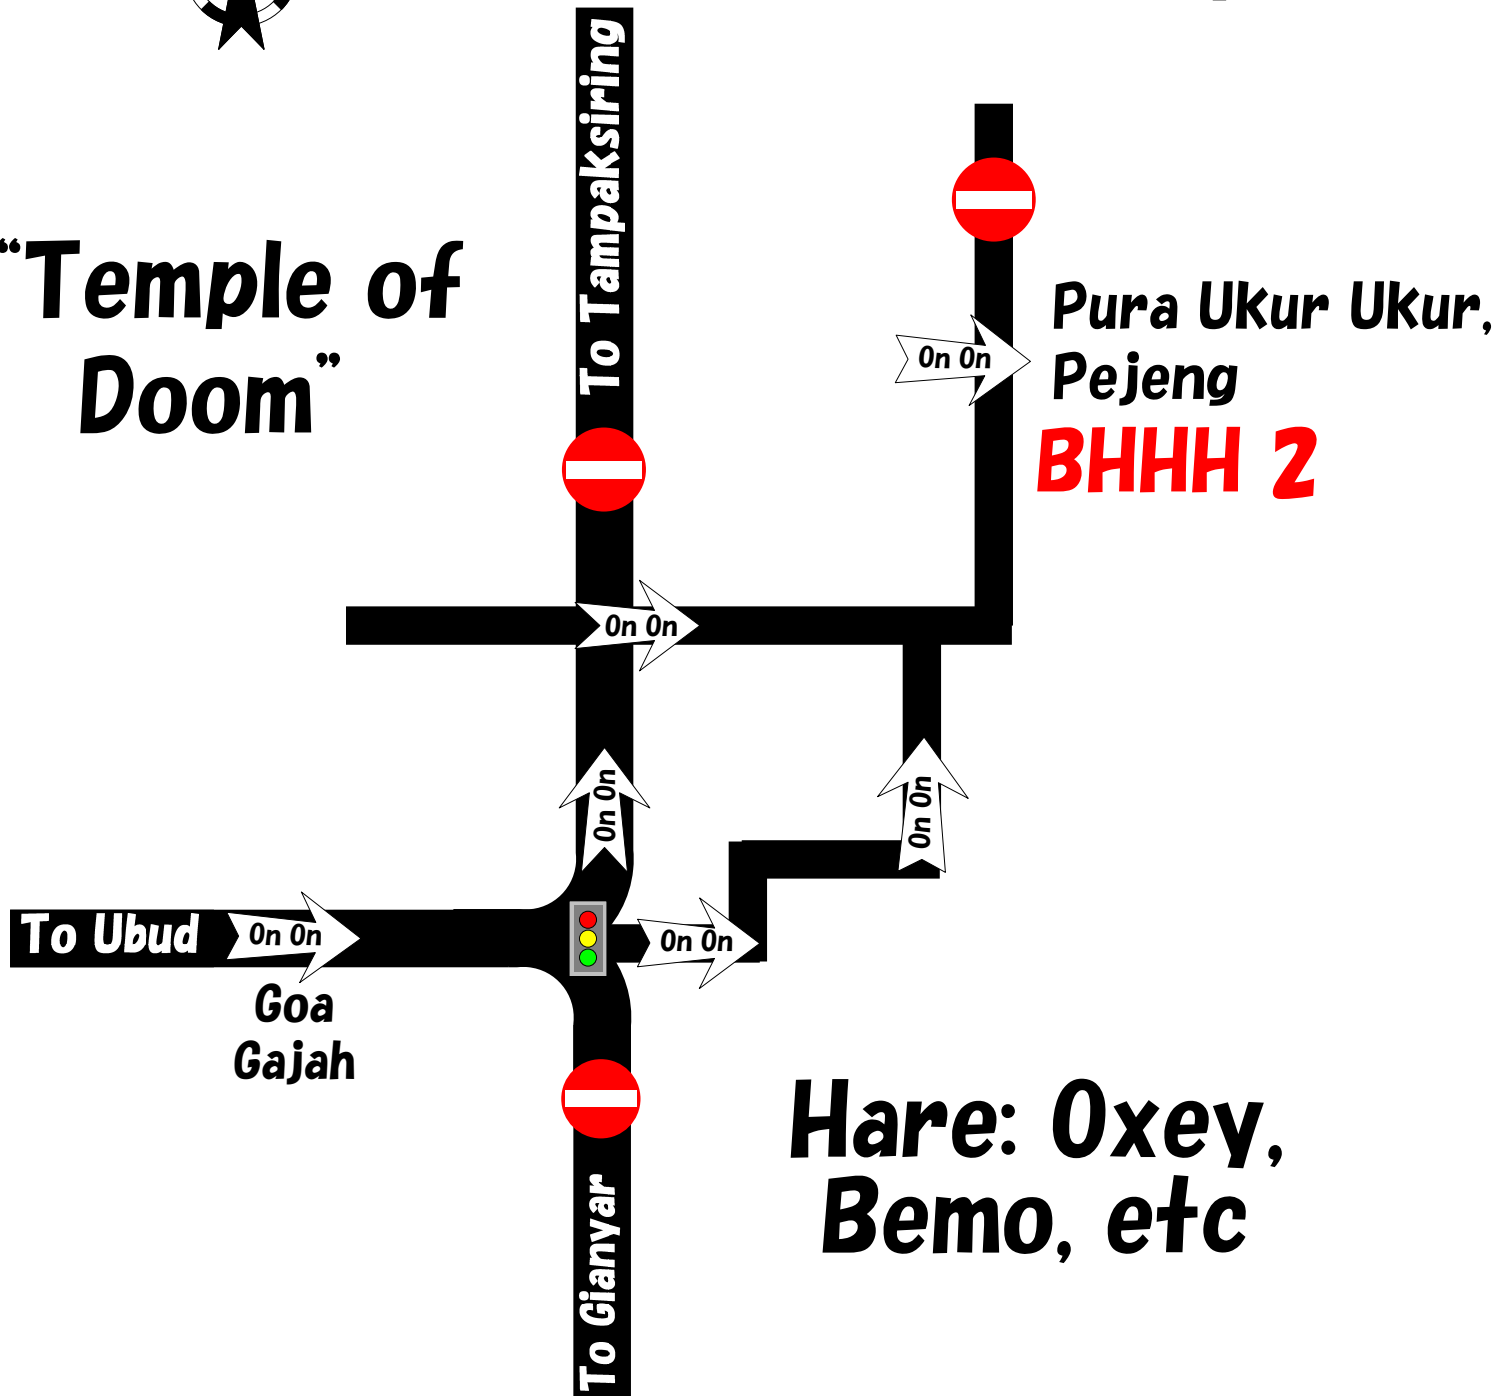 To Tampaksiring
“Temple of
Doom”
Pura Ukur Ukur,
Pejeng
BHHH 2
On On
On On
On On
On On
To Ubud
On On
On On
Goa
Gajah
Hare: Oxey,
Bemo, etc
To Gianyar